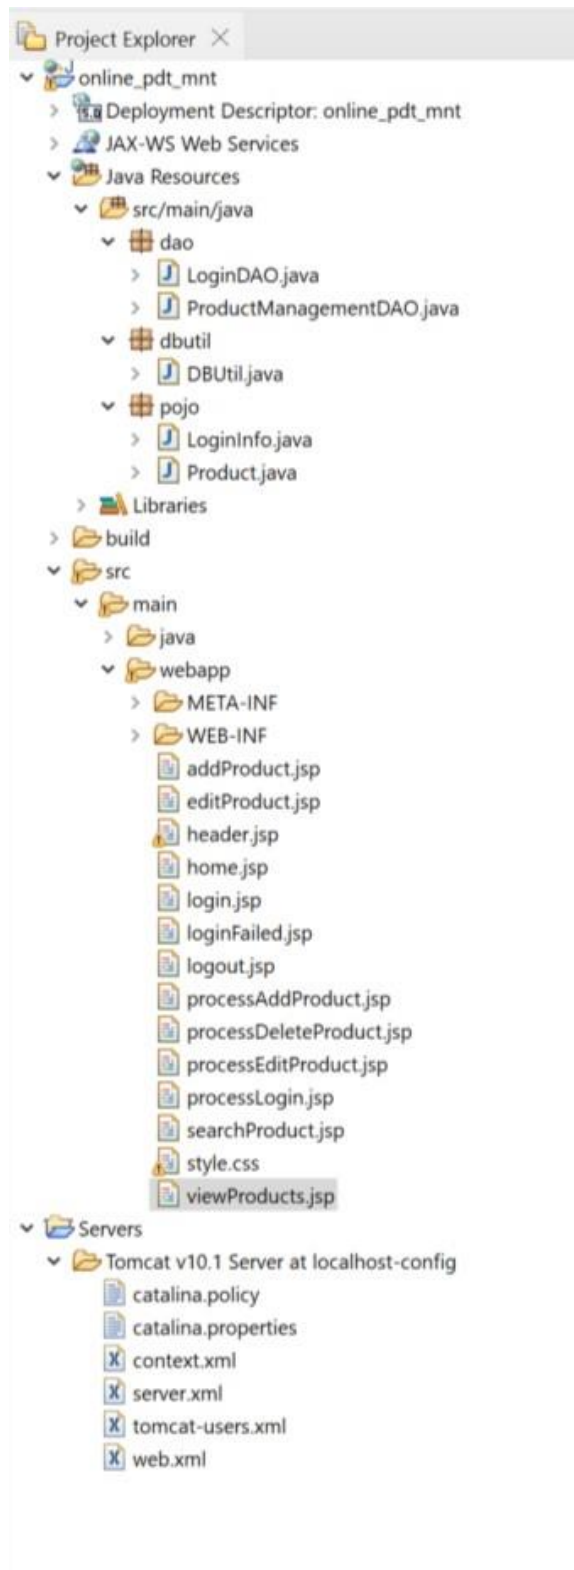 Project Explorer
online_pdt_mnt
Deployment Descriptor: online_pdt_mnt
JAX-WS Web Services
Java Resources
src/main/java
dao
LoginDAO.java
ProductManagementDAO.java
dbutil
DBUtil.java
pojo
LoginInfo.java
Product.java
Libraries
build
src
main
java
webapp
META-INF
WEB-INF
addProduct.jsp
editProduct.jsp
header.jsp
home.jsp
login.jsp
loginFailed.jsp
logout.jsp
processAddProduct.jsp
processDeleteProduct.jsp
processEditProduct.jsp
processLogin.jsp
searchProduct.jsp
style.css
viewProducts.jsp
Servers
Tomcat v10.1 Server at localhost-config
catalina.policy
catalina.properties
context.xml
server.xml
tomcat-users.xml
web.xml